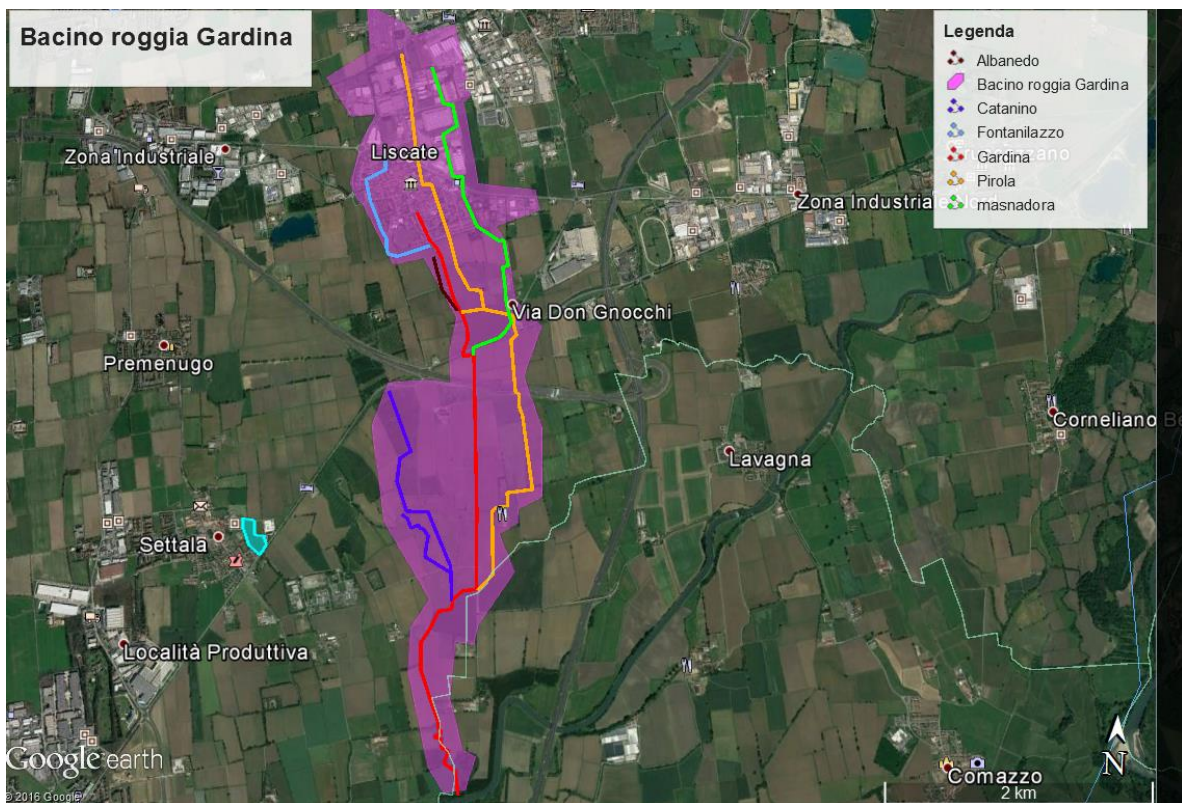 Bacino roggia Gardina
Legenda
Albanedo
Bacino roggia Gardina
Catanino
Fontanilazzo
Gardina
Pirola
masnadora
Zona Industriale
Liscate
Zona Industriale
Via Don Gnocchi
Premenugo
Corneliano Be
Lavagna
Settala
Località Produttiva
Google earth
© 2016 Google
N
Comazzo
2 km